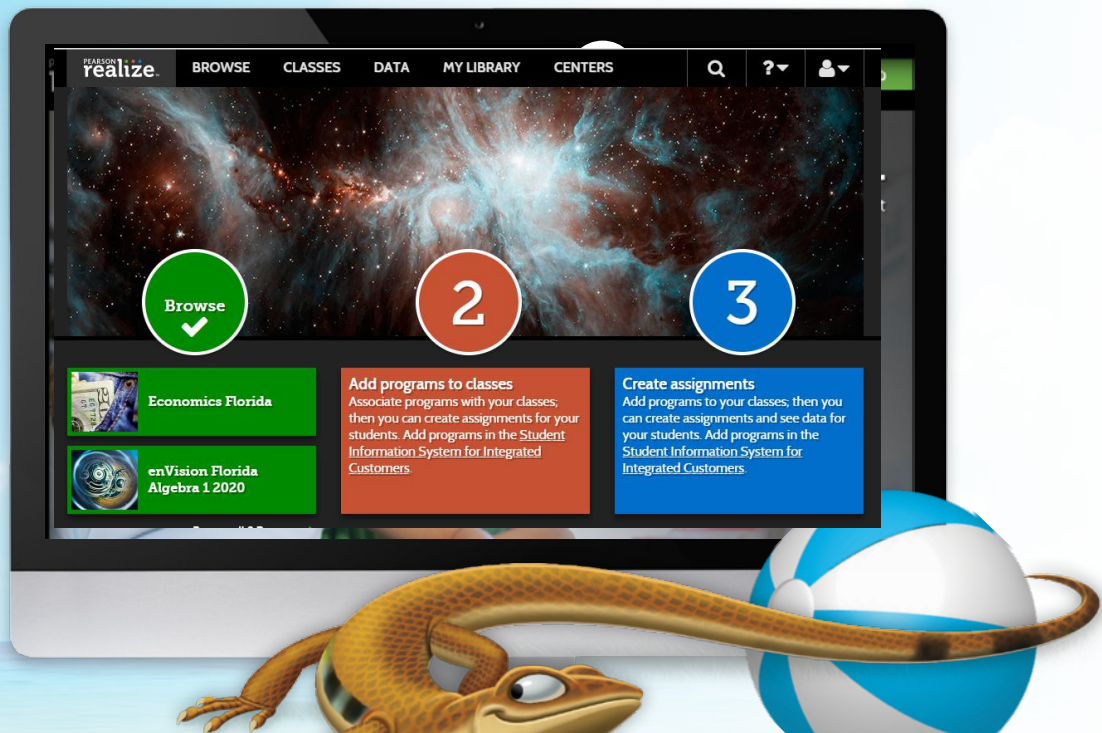 PEARSON
realize™
BROWSE
CLASSES
DATA
MY LIBRARY
CENTERS
?
Browse
2
3
Economics Florida
enVision Florida
Algebra 1 2020
Add programs to classes
Associate programs with your classes;
then you can create assignments for your
students. Add programs in the Student
Information System for Integrated
Customers.
Create assignments
Add programs to your classes; then you
can create assignments and see data for
your students. Add programs in the
Student Information System for
Integrated Customers.